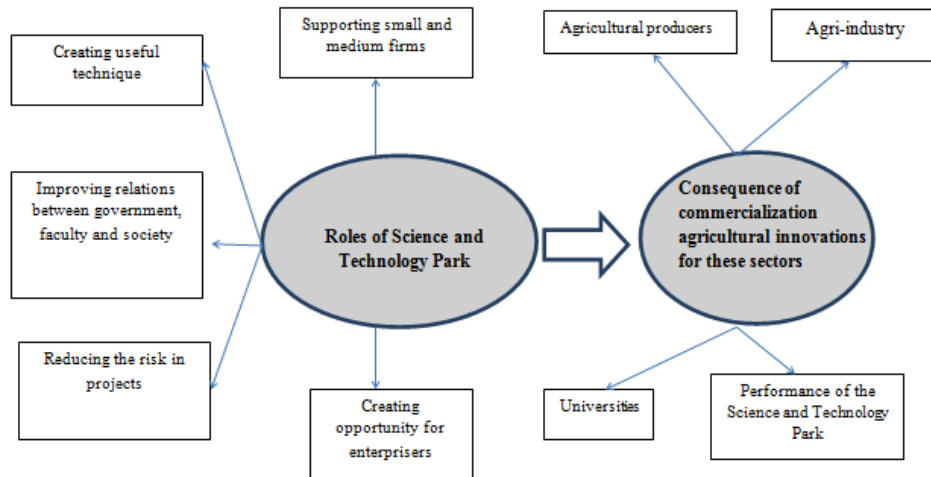 Supporting small and
medium firms
Agricultural producers
Agri-industry
Creating useful
technique
Improving relations
between government,
faculty and society
Roles of Science and
Technology Park
Consequence of
commercialization
agricultural innovations
for these sectors
Reducing the risk in
projects
Creating
opportunity for
enterprisers
Universities
Performance of the
Science and Technology
Park